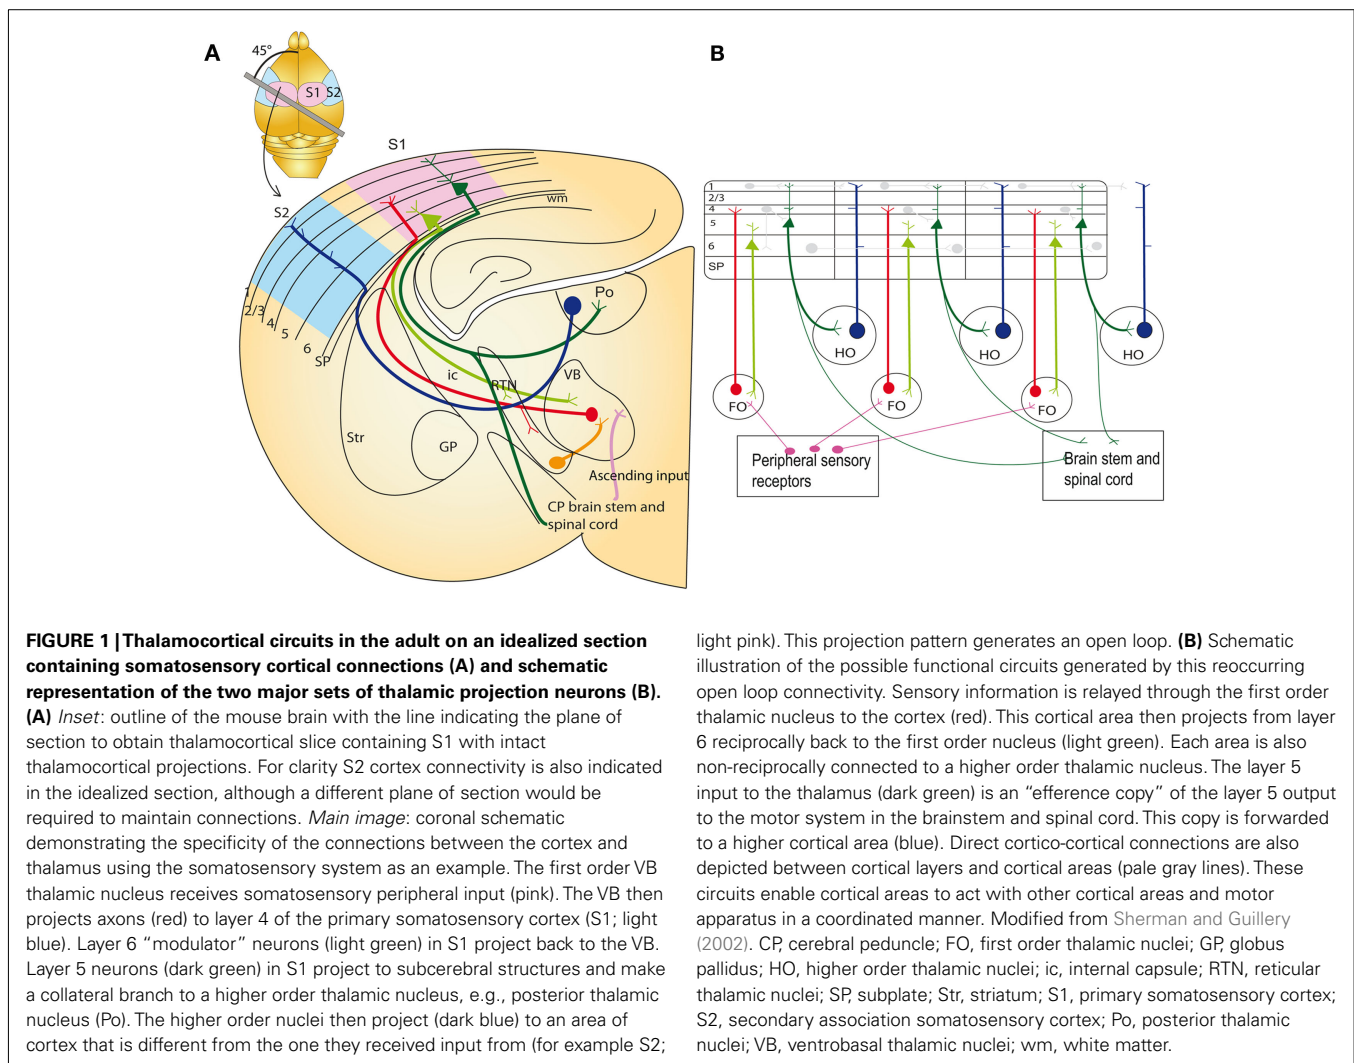 A
45°
S1
S2
S1
S2
wm
1
2/3
4
5
6
SP
Po
ic
RTN
VB
Str
GP
Ascending input
CP brain stem and
spinal cord
B
1
2/3
4
5
6
SP
HO
HO
HO
FO
FO
FO
Peripheral sensory
receptors
Brain stem and
spinal cord
FIGURE 1 | Thalamocortical circuits in the adult on an idealized section
containing somatosensory cortical connections (A) and schematic
representation of the two major sets of thalamic projection neurons (B).
(A) Inset: outline of the mouse brain with the line indicating the plane of
section to obtain thalamocortical slice containing S1 with intact
thalamocortical projections. For clarity S2 cortex connectivity is also indicated
in the idealized section, although a different plane of section would be
required to maintain connections. Main image: coronal schematic
demonstrating the specificity of the connections between the cortex and
thalamus using the somatosensory system as an example. The first order VB
thalamic nucleus receives somatosensory peripheral input (pink). The VB then
projects axons (red) to layer 4 of the primary somatosensory cortex (S1; light
blue). Layer 6 “modulator” neurons (light green) in S1 project back to the VB.
Layer 5 neurons (dark green) in S1 project to subcerebral structures and make
a collateral branch to a higher order thalamic nucleus, e.g., posterior thalamic
nucleus (Po). The higher order nuclei then project (dark blue) to an area of
cortex that is different from the one they received input from (for example S2;
light pink). This projection pattern generates an open loop. (B) Schematic
illustration of the possible functional circuits generated by this reoccurring
open loop connectivity. Sensory information is relayed through the first order
thalamic nucleus to the cortex (red). This cortical area then projects from layer
6 reciprocally back to the first order nucleus (light green). Each area is also
non-reciprocally connected to a higher order thalamic nucleus. The layer 5
input to the thalamus (dark green) is an “efference copy” of the layer 5 output
to the motor system in the brainstem and spinal cord. This copy is forwarded
to a higher cortical area (blue). Direct cortico-cortical connections are also
depicted between cortical layers and cortical areas (pale gray lines). These
circuits enable cortical areas to act with other cortical areas and motor
apparatus in a coordinated manner. Modified from Sherman and Guillery
(2002). CP, cerebral peduncle; FO, first order thalamic nuclei; GP, globus
pallidus; HO, higher order thalamic nuclei; ic, internal capsule; RTN, reticular
thalamic nuclei; SP, subplate; Str, striatum; S1, primary somatosensory cortex;
S2, secondary association somatosensory cortex; Po, posterior thalamic
nuclei; VB, ventrobasal thalamic nuclei; wm, white matter.